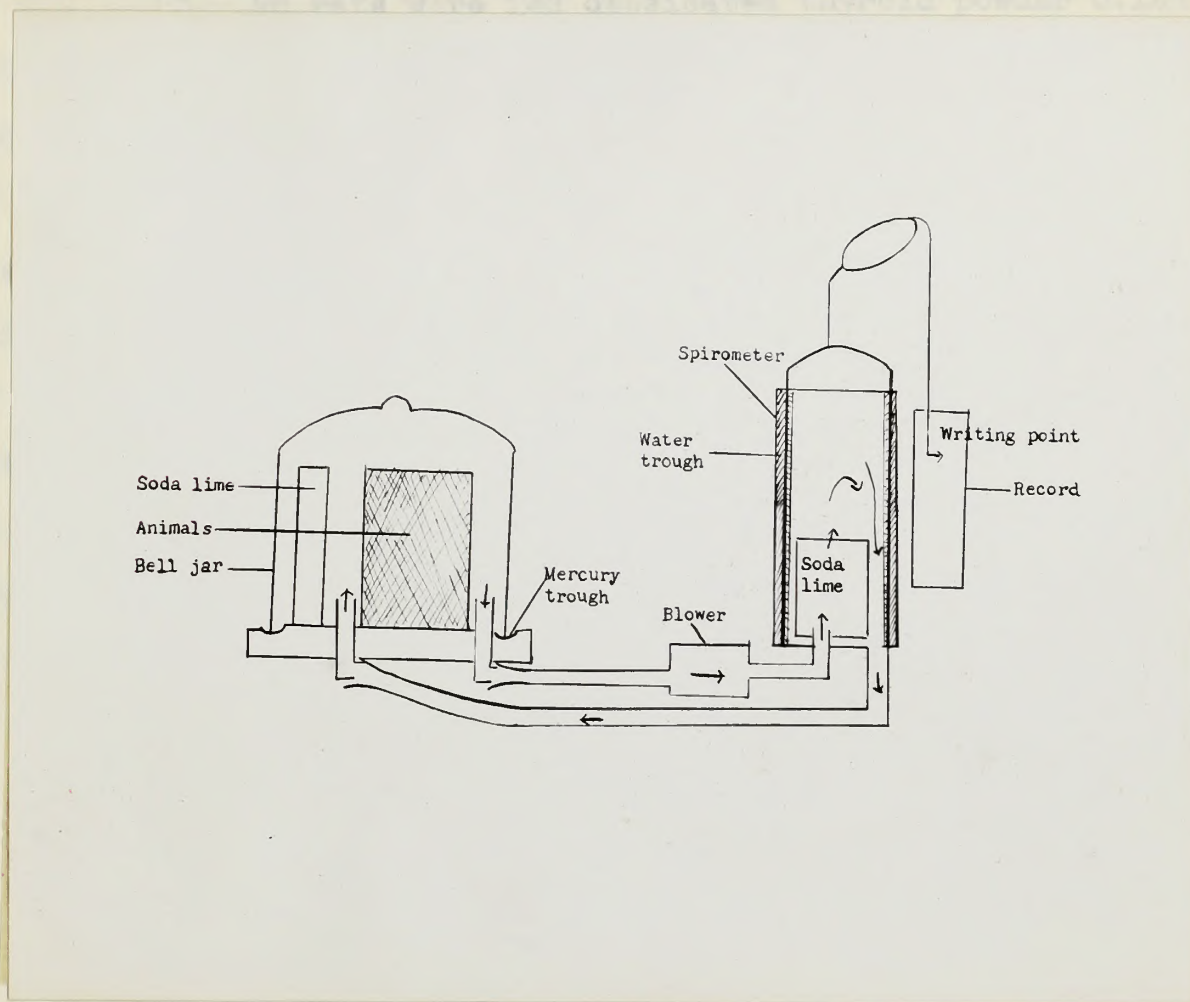 Spirometer
Water
trough
Writing point
Record
Soda lime
Animals
Bell jar
Mercury
trough
Soda
lime
Blower